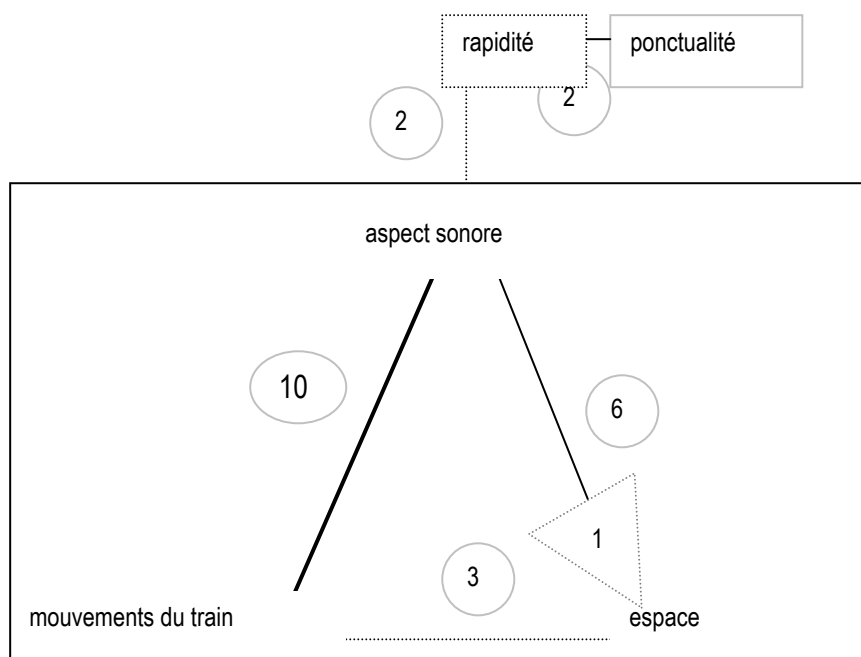 rapidité
ponctualité
2
2
aspect sonore
10
6
1
3
mouvements du train
espace